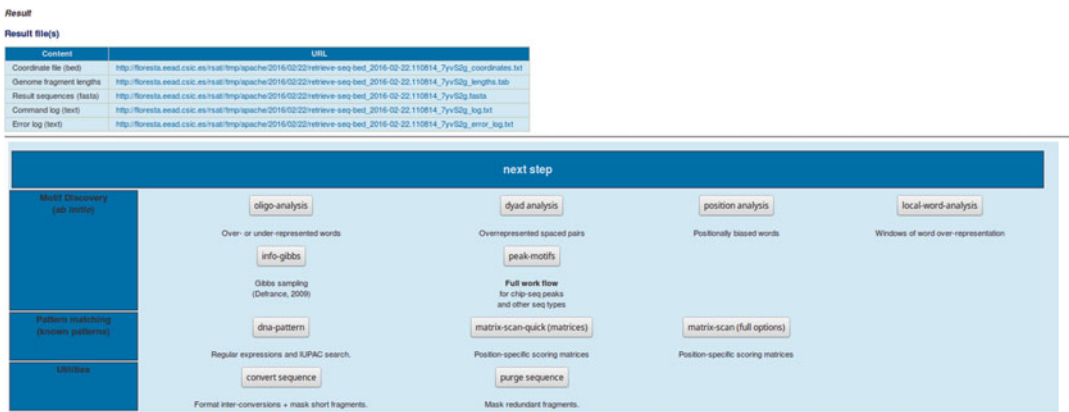 Result
Result file(s)
Content URL
Coordinate file (bed) http://floresta.eead.csic.es/rsat//tmp/apache/2016/02/22/retrieve-seq-bed_2016-02-22.110814_7yvS2g_coordinates.txt
Genome fragment lengths http://floresta.eead.csic.es/rsat//tmp/apache/2016/02/22/retrieve-seq-bed_2016-02-22.110814_7yvS2g_lengths.tab
Result sequences (fasta) http://floresta.eead.csic.es/rsat//tmp/apache/2016/02/22/retrieve-seq-bed_2016-02-22.110814_7yvS2g.fasta
Command log (text) http://floresta.eead.csic.es/rsat//tmp/apache/2016/02/22/retrieve-seq-bed_2016-02-22.110814_7yvS2g_log.txt
Error log (text) http://floresta.eead.csic.es/rsat//tmp/apache/2016/02/22/retrieve-seq-bed_2016-02-22.110814_7yvS2g_error_log.txt
next step
Motif Discovery
(ab initio)
oligo-analysis dyad analysis position analysis local-word-analysis
Over- or under-represented words Overrepresented spaced pairs Positionally biased words Windows of word over-representation
info-gibbs peak-motifs
Gibbs sampling Full work flow
(Defrance, 2009) for chip-seq peaks
and other seq types
Pattern matching
(known patterns)
dna-pattern matrix-scan-quick (matrices) matrix-scan (full options)
Regular expressions and IUPAC search. Position-specific scoring matrices Position-specific scoring matrices
Utilities
convert sequence purge sequence
Format inter-conversions + mask short fragments. Mask redundant fragments.